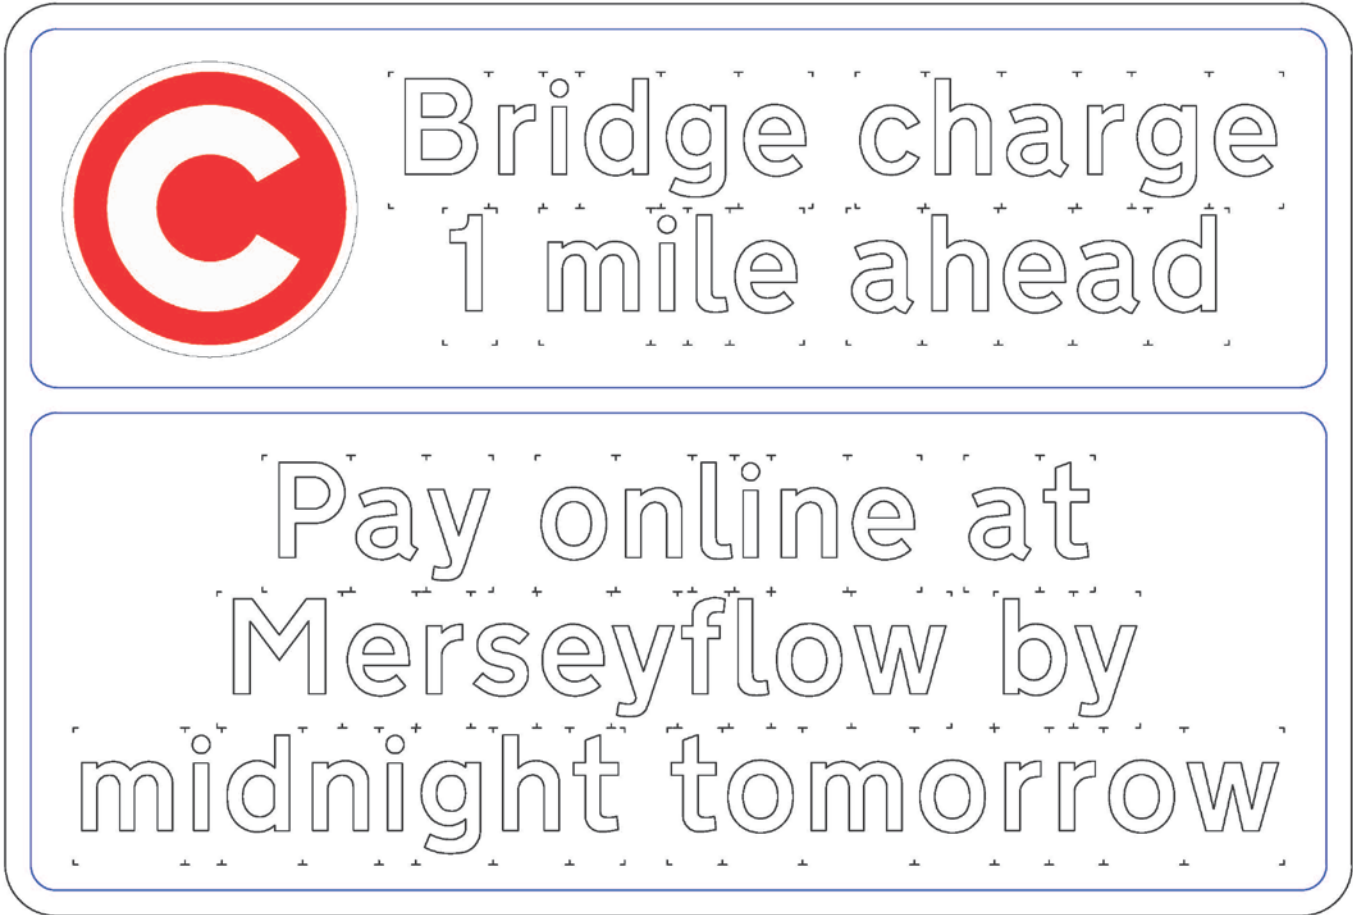 C
Bridge charge
1 mile ahead
Pay online at
Merseyflow by
midnight tomorrow